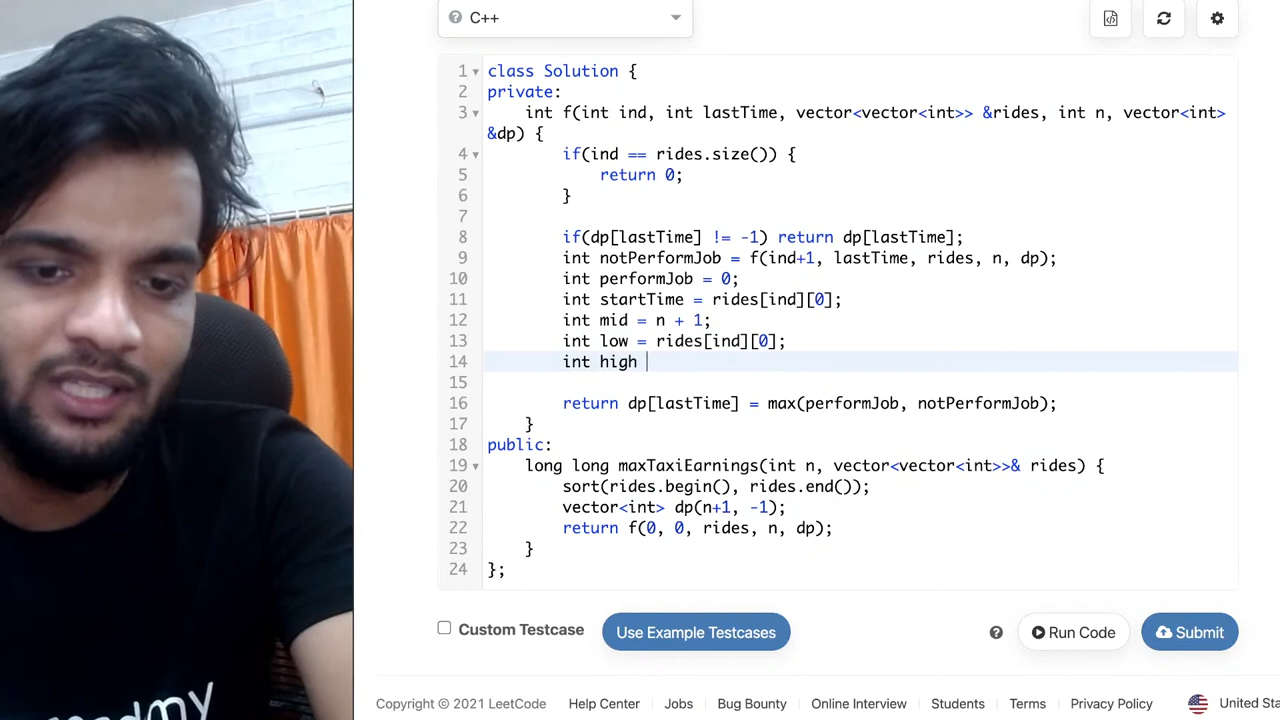 C++
1 class Solution {
2 private:
3 int f(int ind, int lastTime, vector<vector<int>> &rides, int n, vector<int>
&dp) {
4 if(ind == rides.size()) {
5 return 0;
6 }
7
8 if(dp[lastTime] != -1) return dp[lastTime];
9 int notPerformJob = f(ind+1, lastTime, rides, n, dp);
10 int performJob = 0;
11 int startTime = rides[ind][0];
12 int mid = n + 1;
13 int low = rides[ind][0];
14 int high
15
16 return dp[lastTime] = max(performJob, notPerformJob);
17 }
18 public:
19 long long maxTaxiEarnings(int n, vector<vector<int>>& rides) {
20 sort(rides.begin(), rides.end());
21 vector<int> dp(n+1, -1);
22 return f(0, 0, rides, n, dp);
23 }
24 };
Custom Testcase Use Example Testcases ? Run Code Submit
Copyright © 2021 LeetCode Help Center Jobs Bug Bounty Online Interview Students Terms Privacy Policy United Sta